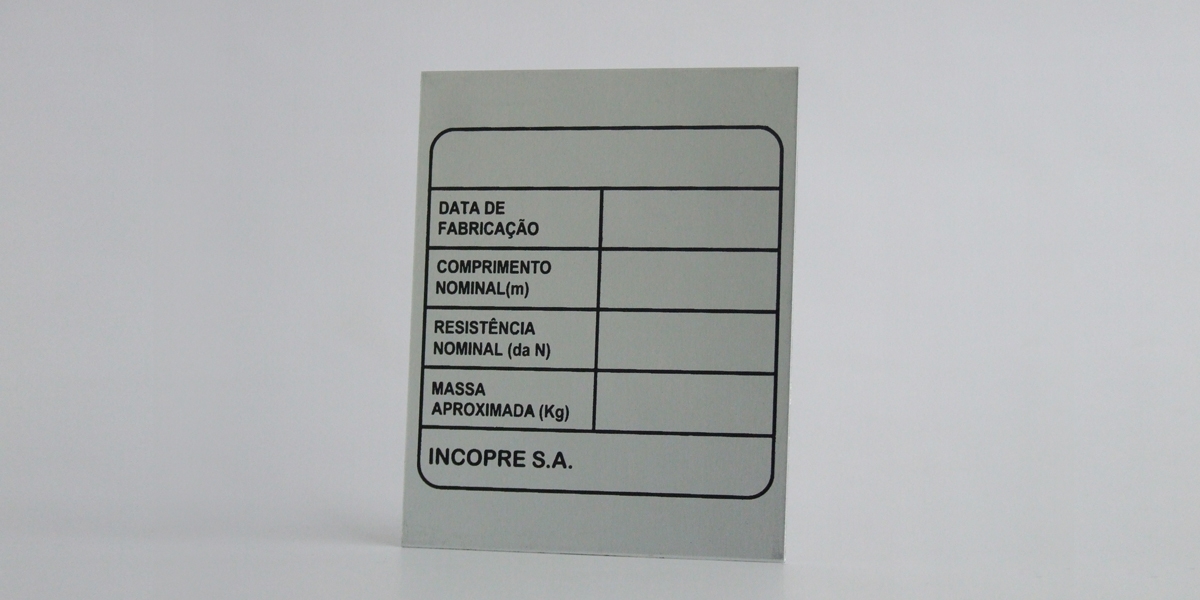 DATA DE
FABRICAÇÃO
COMPRIMENTO
NOMINAL(m)
RESISTÊNCIA
NOMINAL (da N)
MASSA
APROXIMADA (Kg)
INCOPRE S.A.